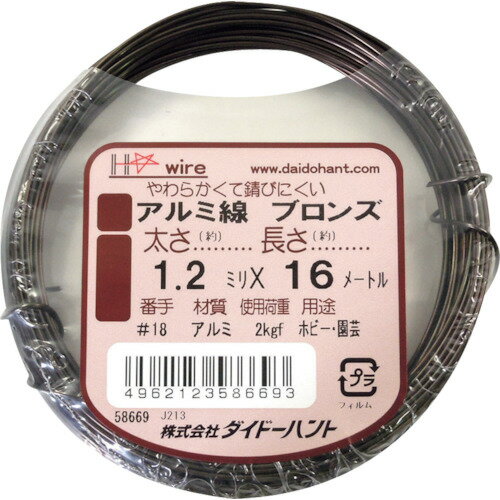 H wire
www.daidohant.com
やわらかくて錆びにくい
アルミ線 ブロンズ
太さ(約)......... 長さ(約).........
1.2 ミリX 16 メートル
番手 材質 使用荷重 用途
#18 アルミ 2kgf ホビー・園芸
4962123586693
プラ
フィルム
58669 J213
株式会社ダイドーハント